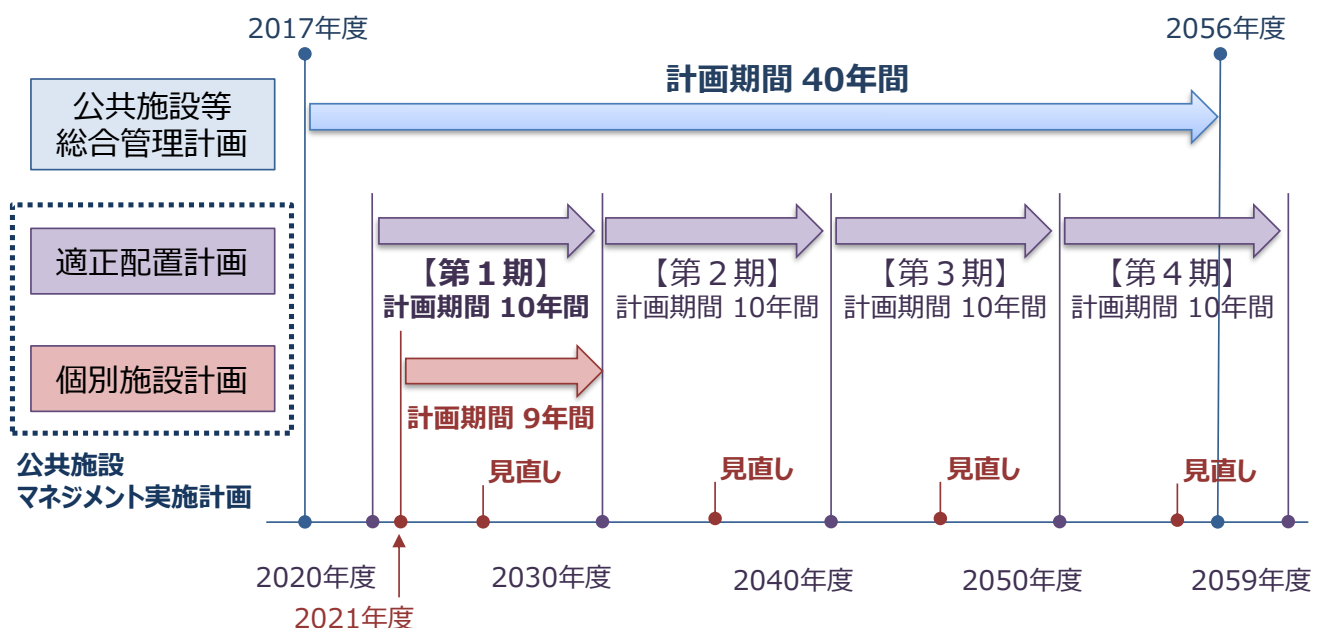 2017年度
2056年度
計画期間 40年間
公共施設等
総合管理計画
適正配置計画
【第１期】
計画期間 10年間
【第２期】
計画期間 10年間
【第３期】
計画期間 10年間
【第４期】
計画期間 10年間
個別施設計画
計画期間 9年間
公共施設
マネジメント実施計画
見直し
見直し
見直し
見直し
2020年度
2030年度
2040年度
2050年度
2059年度
2021年度